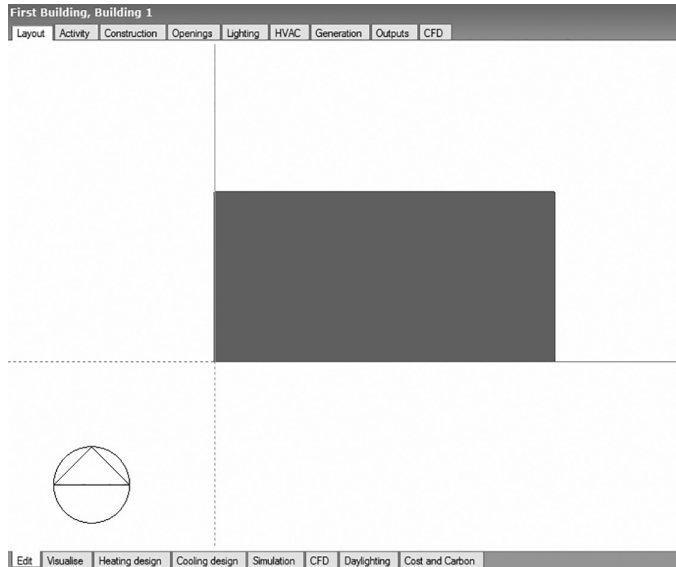 First Building, Building 1
Layout Activity Construction Openings Lighting HVAC Generation Outputs CFD
Edit Visualise Heating design Cooling design Simulation CFD Daylighting Cost and Carbon